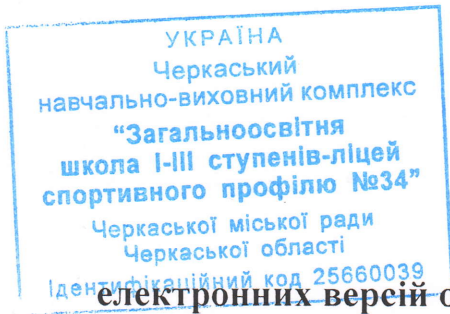 УКРАЇНА
Черкаський
навчально-виховний комплекс
“Загальноосвітня
школа І-ІІІ ступенів-ліцей
спортивного профілю №34”
Черкаської міської ради
Черкаської області
Ідентифікаційний код 25660039
електронних версій